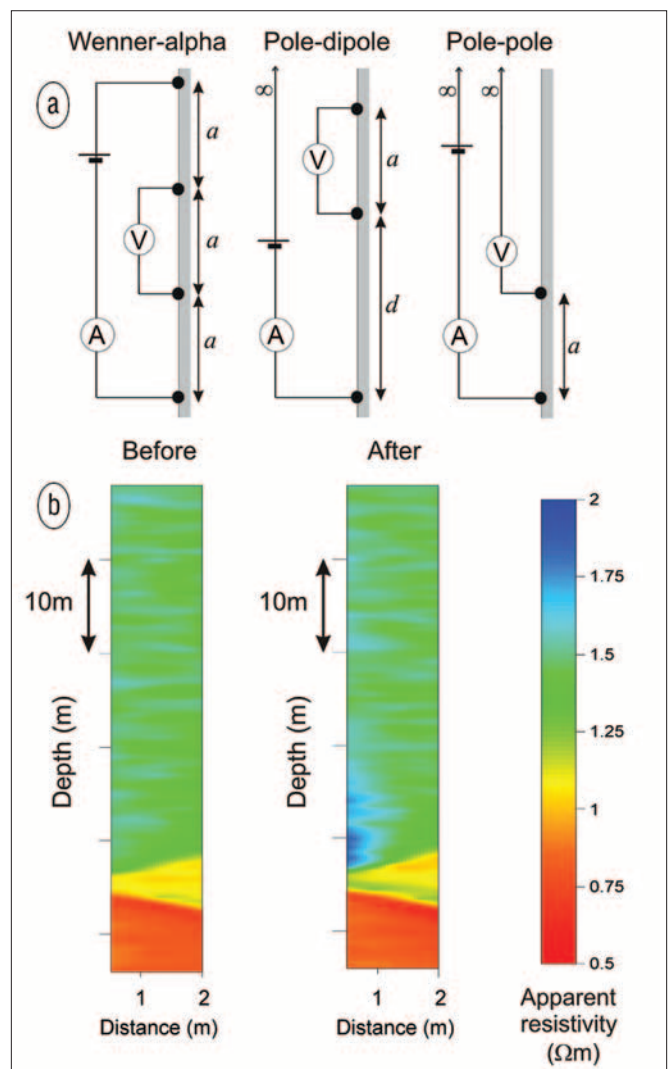 Wenner-alpha Pole-dipole Pole-pole
a
∞ ∞ ∞
a a
V V
a d V
A a A A a
Before After
b
2
10m 10m 1.75
1.5
Depth (m) Depth (m) 1.25
1
0.75
0.5
1 2 1 2
Distance (m) Distance (m)
Apparent
resistivity
(Ωm)